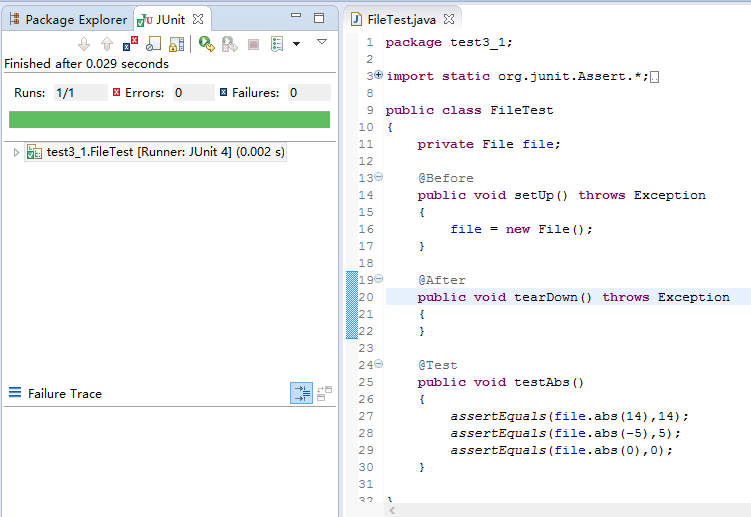 Package Explorer JUnit
Finished after 0.029 seconds
Runs: 1/1 Errors: 0 Failures: 0
test3_1.FileTest [Runner: JUnit 4] (0.002 s)
Failure Trace
FileTest.java
1 package test3_1;
2
3 import static org.junit.Assert.*;
8
9 public class FileTest
10 {
11 private File file;
12
13 @Before
14 public void setUp() throws Exception
15 {
16 file = new File();
17 }
18
19 @After
20 public void tearDown() throws Exception
21 {
22 }
23
24 @Test
25 public void testAbs()
26 {
27 assertEquals(file.abs(14),14);
28 assertEquals(file.abs(-5),5);
29 assertEquals(file.abs(0),0);
30 }
31
32 }